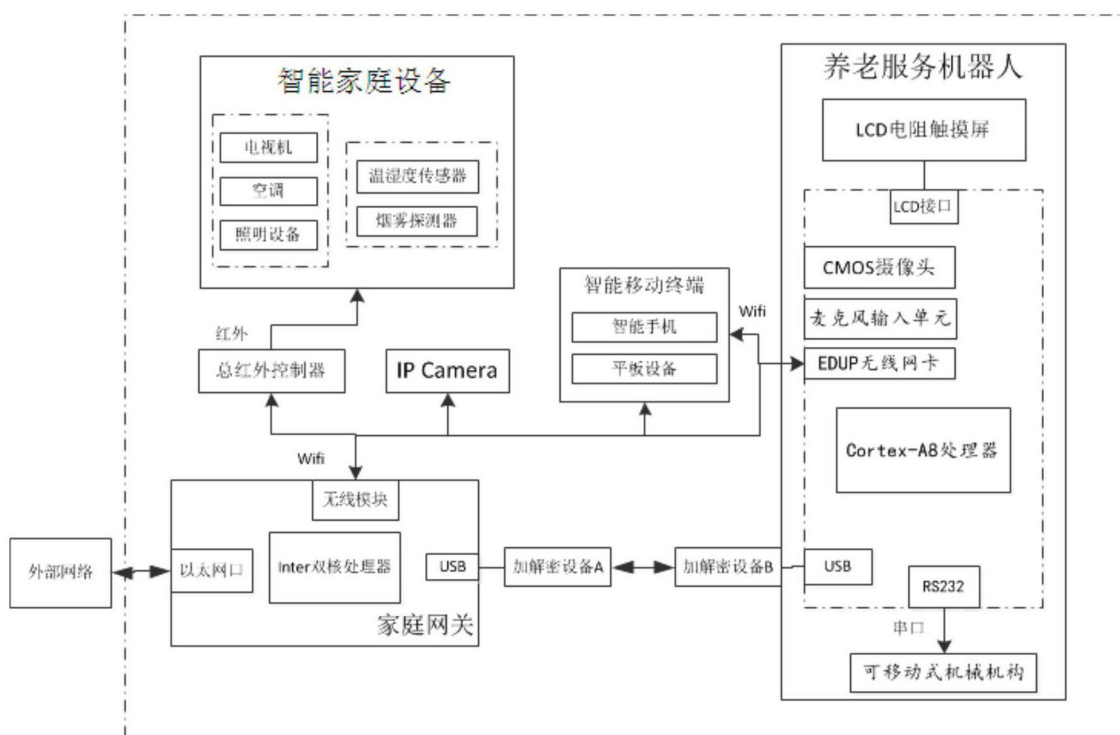 智能家庭设备
电视机
空调
照明设备
温湿度传感器
烟雾探测器
红外
总红外控制器
IP Camera
智能移动终端
智能手机
平板设备
Wifi
养老服务机器人
LCD电阻触摸屏
LCD接口
CMOS摄像头
麦克风输入单元
EDUP无线网卡
Cortex-A8处理器
Wifi
无线模块
外部网络
以太网口
Inter双核处理器
USB
家庭网关
加解密设备A
加解密设备B
USB
RS232
串口
可移动式机械机构